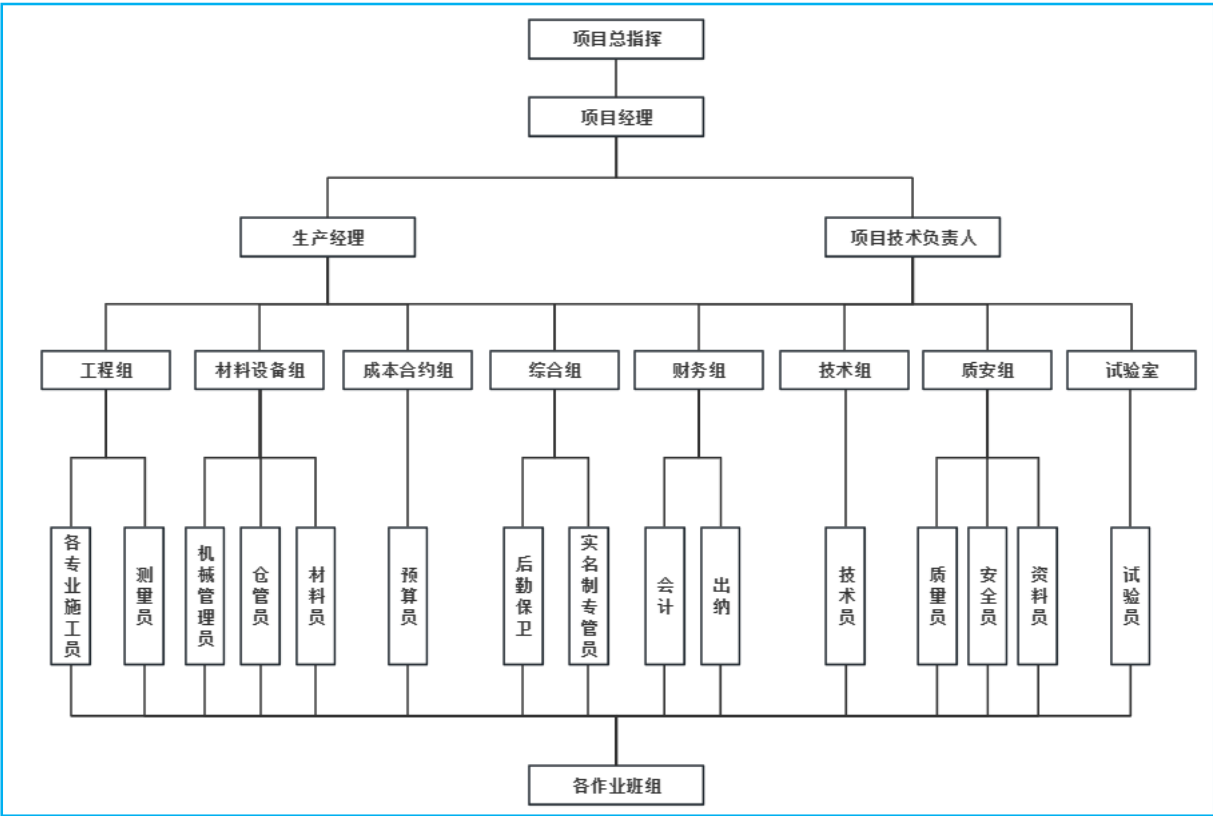 项目总指挥
项目经理
生产经理
项目技术负责人
工程组
材料设备组
成本合约组
综合组
财务组
技术组
质安组
试验室
各专业施工员
测量员
机械管理员
仓管员
材料员
预算员
后勤保卫
实名制专管员
会计
出纳
技术员
质量员
安全员
资料员
试验员
各作业班组